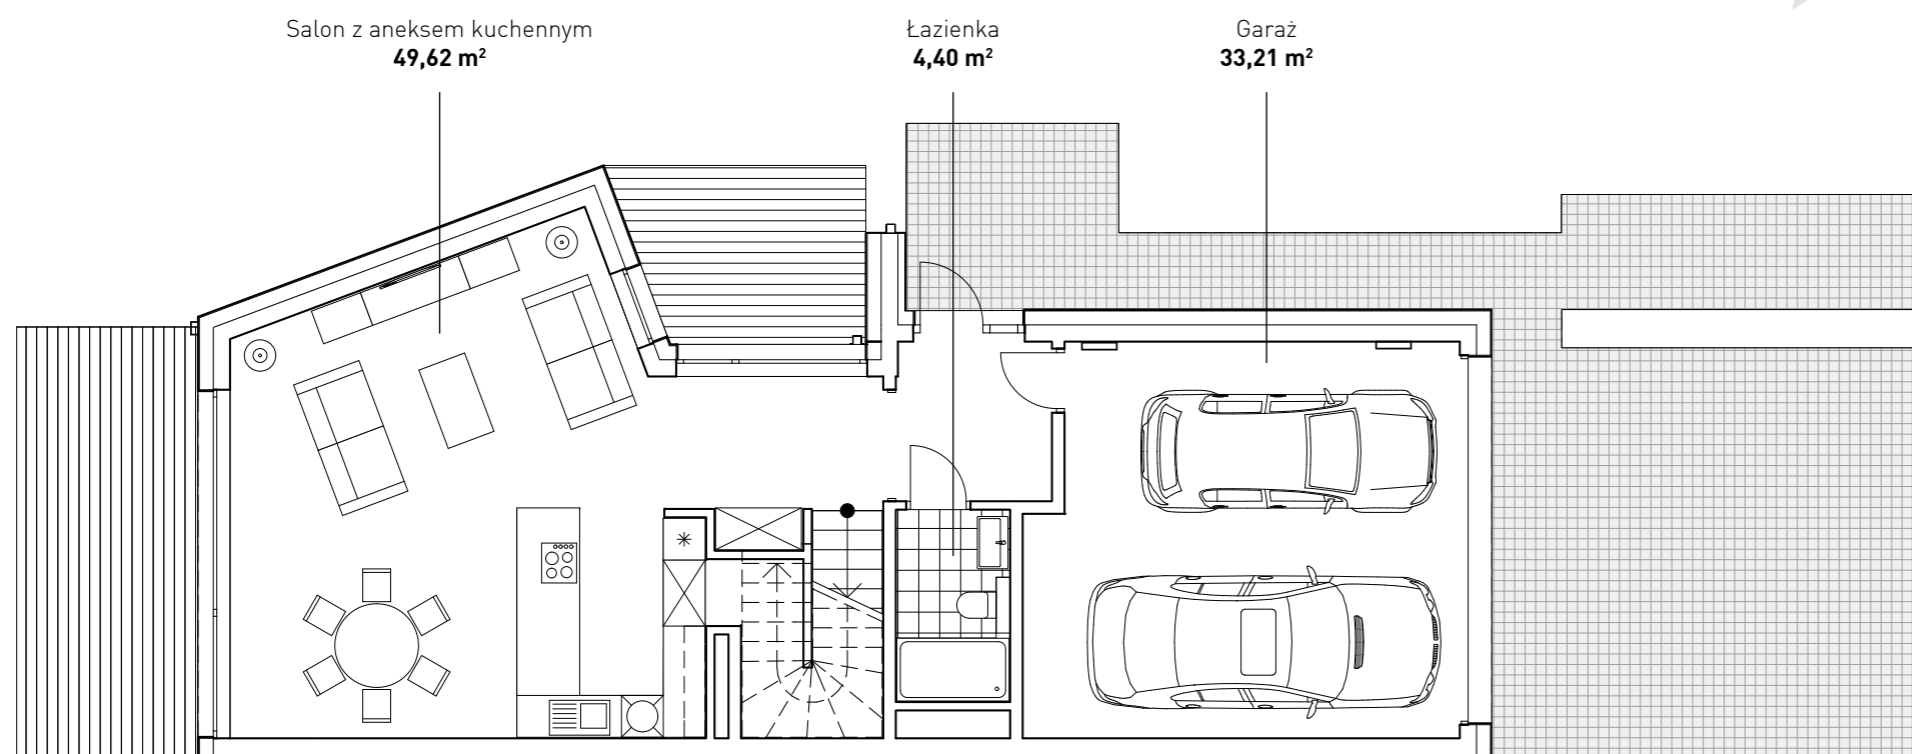 Salon z aneksem kuchennym
49,62 m²
Łazienka
4,40 m²
Garaż
33,21 m²